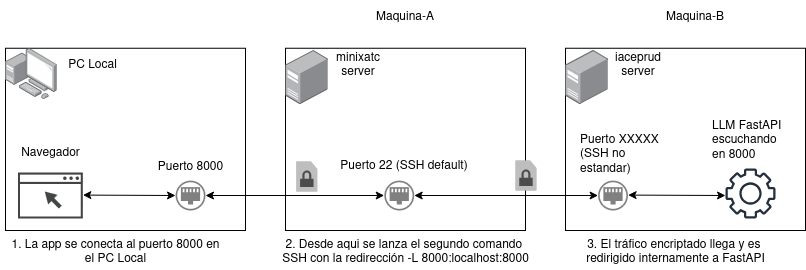 Maquina-A
Maquina-B
PC Local
minixatc
server
iaceprud
server
Navegador
Puerto 8000
Puerto 22 (SSH default)
Puerto XXXXX
(SSH no
estandar)
LLM FastAPI
escuchando
en 8000
1. La app se conecta al puerto 8000 en
el PC Local
2. Desde aqui se lanza el segundo comando
SSH con la redirección -L 8000:localhost:8000
3. El tráfico encriptado llega y es
redirigido internamente a FastAPI